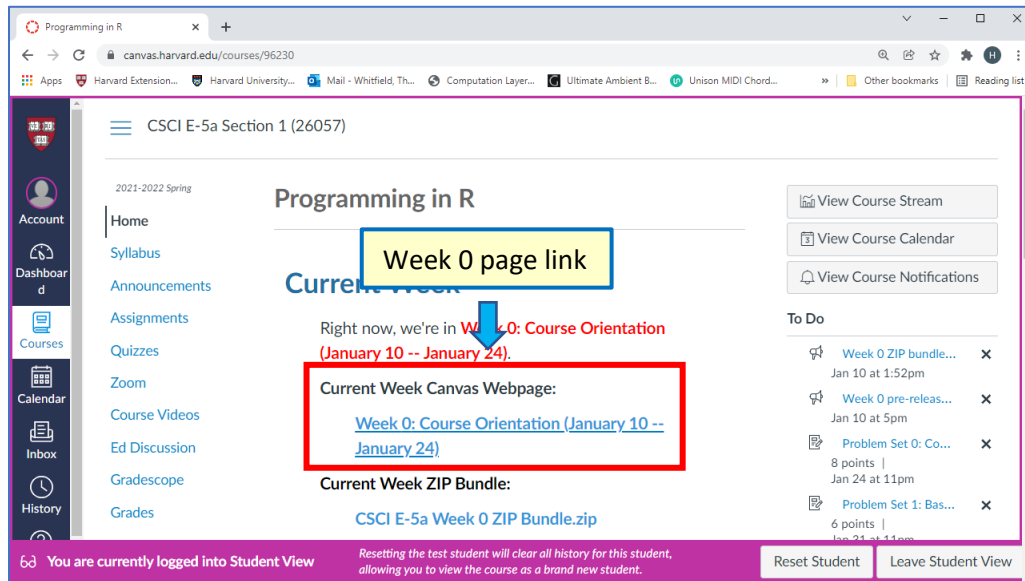 Programming in R
canvas.harvard.edu/courses/96230
Apps
Harvard Extension...
Harvard University...
Mail - Whitfield, Th...
Computation Layer...
Ultimate Ambient B...
Unison MIDI Chord...
»
Other bookmarks
Reading list
H
CSCI E-5a Section 1 (26057)
Account
Dashboar
d
Courses
Calendar
Inbox
History
2021-2022 Spring
Home
Syllabus
Announcements
Assignments
Quizzes
Zoom
Course Videos
Ed Discussion
Gradescope
Grades
Programming in R
Week 0 page link
Current Week
Right now, we're in Week 0: Course Orientation
(January 10 -- January 24).
Current Week Canvas Webpage:
Week 0: Course Orientation (January 10 --
January 24)
Current Week ZIP Bundle:
CSCI E-5a Week 0 ZIP Bundle.zip
View Course Stream
View Course Calendar
View Course Notifications
To Do
Week 0 ZIP bundle...
Jan 10 at 1:52pm
Week 0 pre-releas...
Jan 10 at 5pm
Problem Set 0: Co...
8 points |
Jan 24 at 11pm
Problem Set 1: Bas...
6 points |
Jan 31 at 11pm
You are currently logged into Student View
Resetting the test student will clear all history for this student,
allowing you to view the course as a brand new student.
Reset Student
Leave Student View